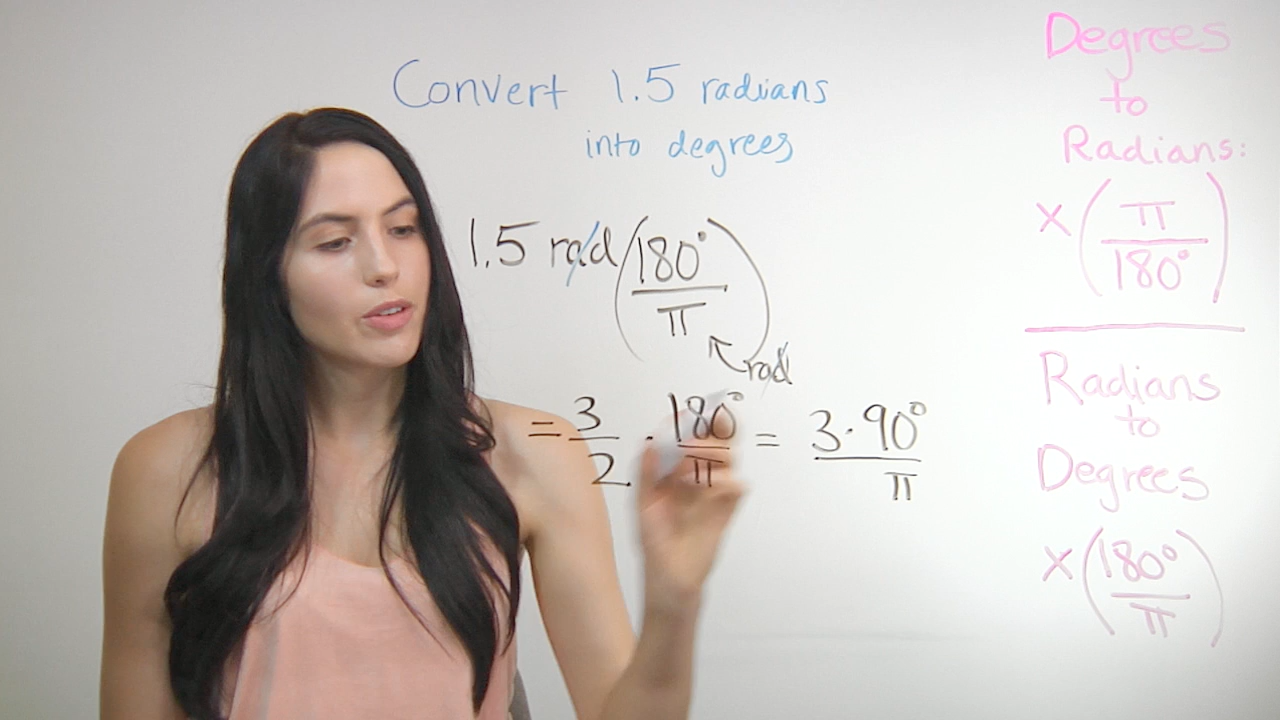 Convert 1.5 radians
into degrees
1.5 rad (180°/π)
rad
= 3/2 · 180°/π = 3·90°/π
Degrees
to
Radians:
× (π/180°)
Radians
to
Degrees
× (180°/π)